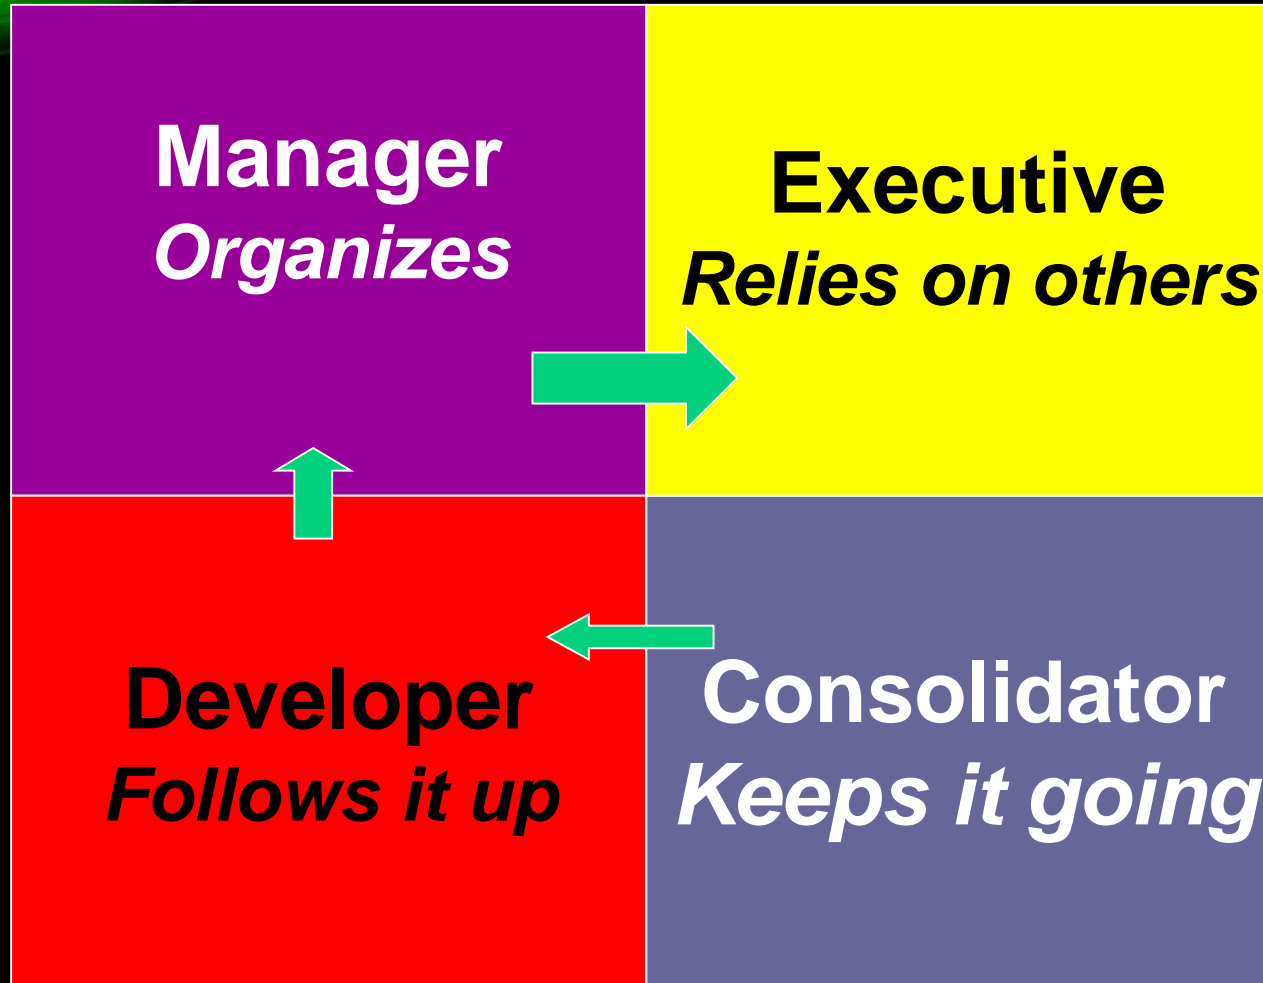 Manager
Organizes
Executive
Relies on others
Developer
Follows it up
Consolidator
Keeps it going